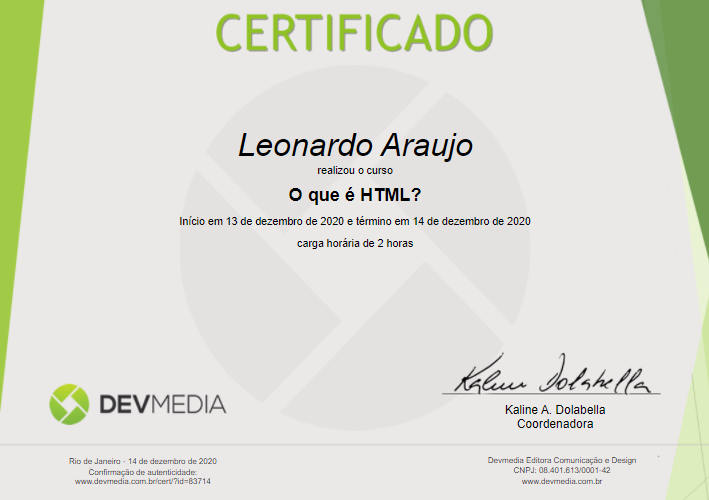 CERTIFICADO
Leonardo Araujo
realizou o curso
O que é HTML?
Início em 13 de dezembro de 2020 e término em 14 de dezembro de 2020
carga horária de 2 horas
Kaline Dolabella
DEVMEDIA
Kaline A. Dolabella
Coordenadora
Rio de Janeiro - 14 de dezembro de 2020
Confirmação de autenticidade:
www.devmedia.com.br/cert/?id=83714
Devmedia Editora Comunicação e Design
CNPJ: 08.401.613/0001-42
www.devmedia.com.br